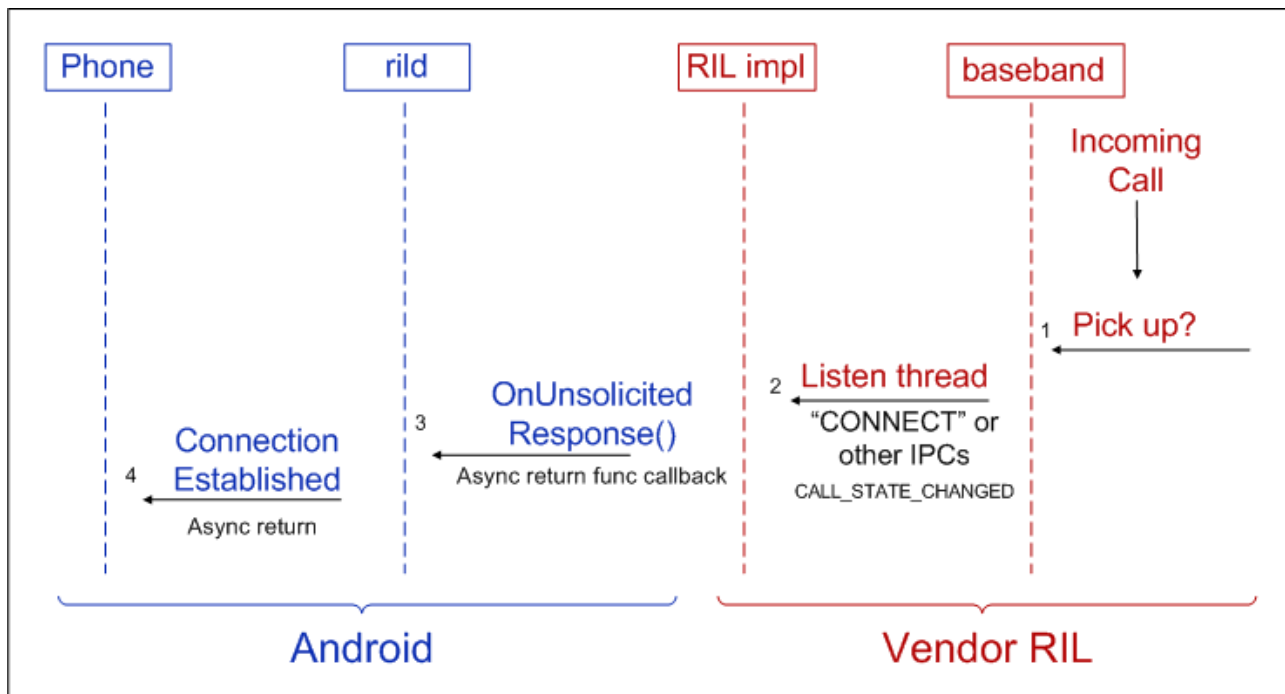 Phone
rild
RIL impl
baseband
Incoming
Call
1
Pick up?
2
Listen thread
"CONNECT" or
other IPCs
CALL_STATE_CHANGED
3
OnUnsolicited
Response()
Async return func callback
4
Connection
Established
Async return
Android
Vendor RIL